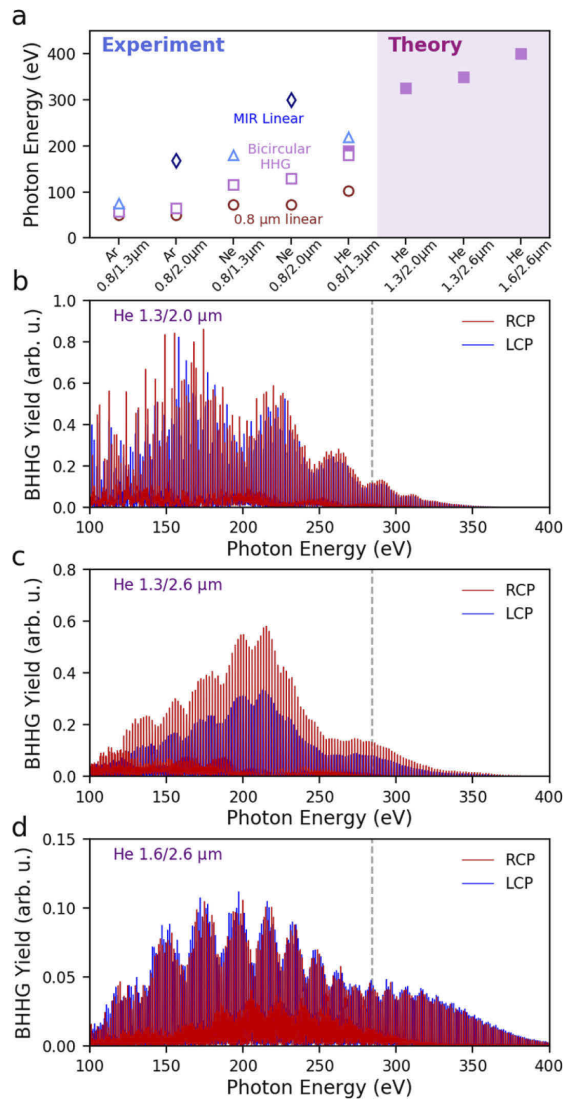 a
Experiment
Theory
Photon Energy (eV)
400
300
200
100
0
MIR Linear
Bicircular
HHG
0.8 μm linear
Ar
0.8/1.3μm
Ar
0.8/2.0μm
Ne
0.8/1.3μm
Ne
0.8/2.0μm
He
0.8/1.3μm
He
1.3/2.0μm
He
1.3/2.6μm
He
1.6/2.6μm
b
He 1.3/2.0 μm
RCP
LCP
BHHG Yield (arb. u.)
1.0
0.8
0.6
0.4
0.2
0.0
100 150 200 250 300 350 400
Photon Energy (eV)
c
He 1.3/2.6 μm
RCP
LCP
BHHG Yield (arb. u.)
0.8
0.6
0.4
0.2
0.0
100 150 200 250 300 350 400
Photon Energy (eV)
d
He 1.6/2.6 μm
RCP
LCP
BHHG Yield (arb. u.)
0.15
0.10
0.05
0.00
100 150 200 250 300 350 400
Photon Energy (eV)